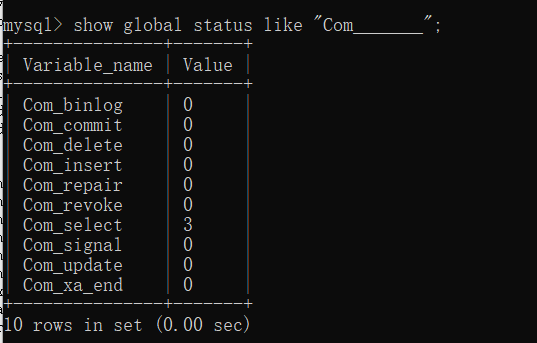 mysql> show global status like "Com_______";
+---------------+-------+
| Variable_name | Value |
+---------------+-------+
| Com_binlog    | 0     |
| Com_commit    | 0     |
| Com_delete    | 0     |
| Com_insert    | 0     |
| Com_repair    | 0     |
| Com_revoke    | 0     |
| Com_select    | 3     |
| Com_signal    | 0     |
| Com_update    | 0     |
| Com_xa_end    | 0     |
+---------------+-------+
10 rows in set (0.00 sec)